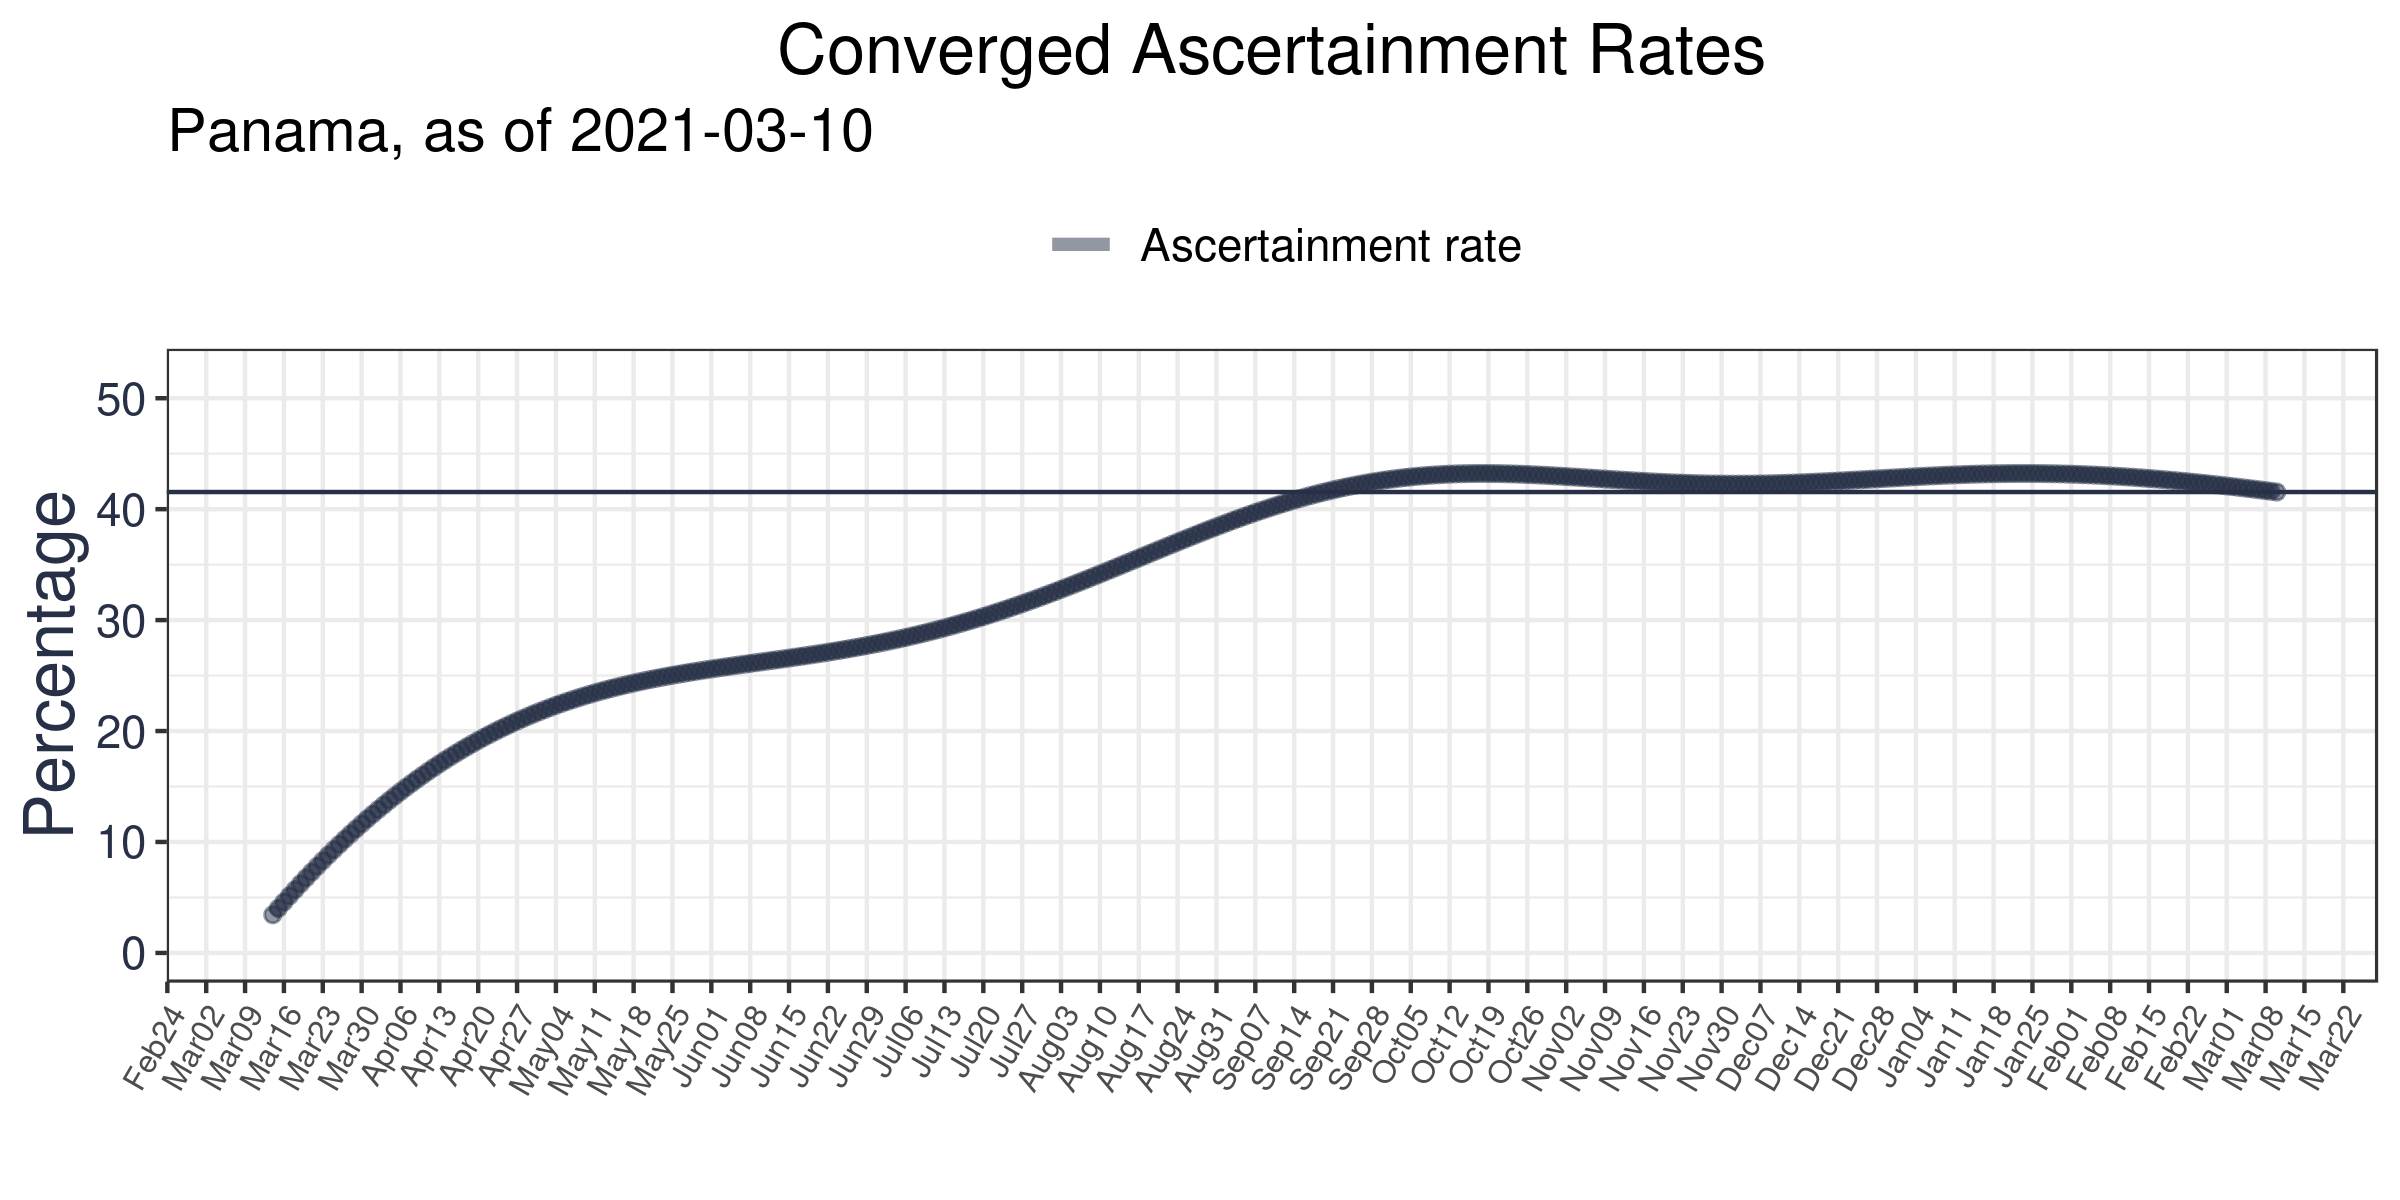 Converged Ascertainment Rates
Panama, as of 2021-03-10
Ascertainment rate
Percentage
50
40
30
20
10
0
Feb24
Mar02
Mar09
Mar16
Mar23
Mar30
Apr06
Apr13
Apr20
Apr27
May04
May11
May18
May25
Jun01
Jun08
Jun15
Jun22
Jun29
Jul06
Jul13
Jul20
Jul27
Aug03
Aug10
Aug17
Aug24
Aug31
Sep07
Sep14
Sep21
Sep28
Oct05
Oct12
Oct19
Oct26
Nov02
Nov09
Nov16
Nov23
Nov30
Dec07
Dec14
Dec21
Dec28
Jan04
Jan11
Jan18
Jan25
Feb01
Feb08
Feb15
Feb22
Mar01
Mar08
Mar15
Mar22